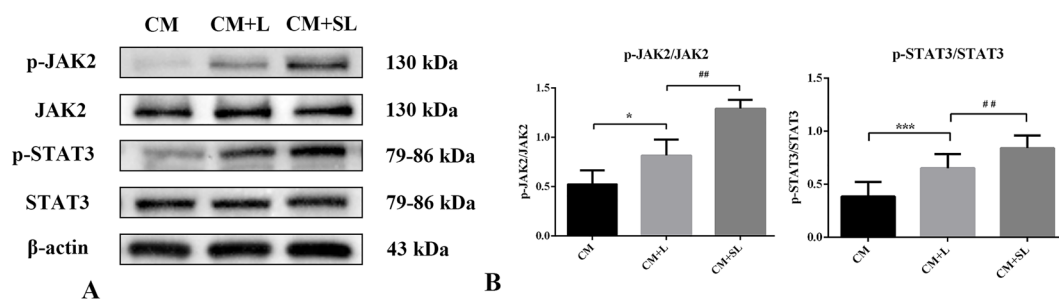 CM CM+L CM+SL
p-JAK2 130 kDa
JAK2 130 kDa
p-STAT3 79-86 kDa
STAT3 79-86 kDa
β-actin 43 kDa
A
p-JAK2/JAK2
##
*
p-JAK2/JAK2
1.5
1.0
0.5
0.0
CM CM+L CM+SL
B
p-STAT3/STAT3
##
***
p-STAT3/STAT3
1.5
1.0
0.5
0.0
CM CM+L CM+SL